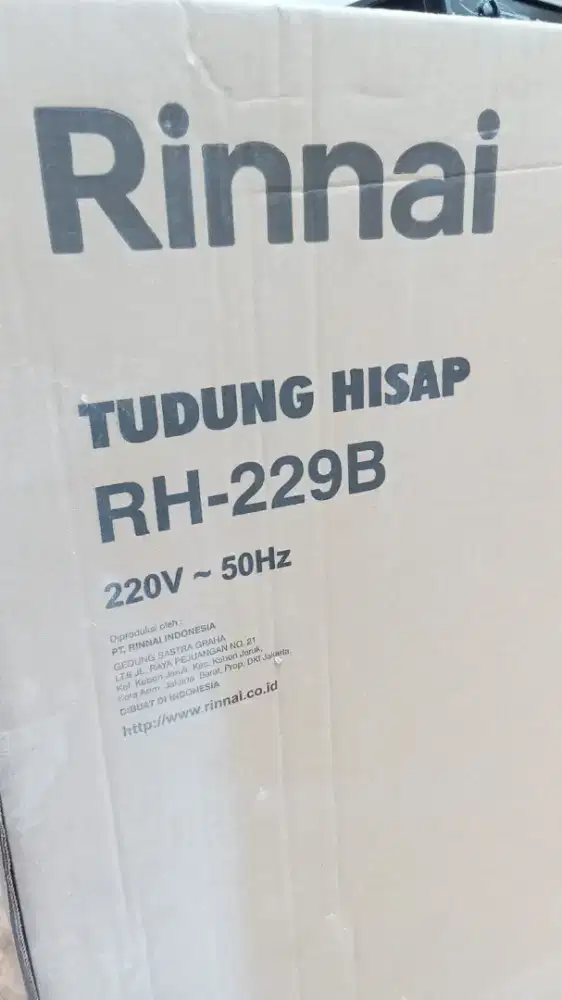 Rinnai
TUDUNG HISAP
RH-229B
220V ~ 50Hz
Diproduksi oleh :
PT. RINNAI INDONESIA
GEDUNG SASTRA GRAHA
LT.6 JL. RAYA PEJUANGAN NO. 21
Kel. Kebon Jeruk, Kec. Kebon Jeruk,
Kota Adm. Jakarta Barat, Prop. DKI Jakarta,
DIBUAT DI INDONESIA
http://www.rinnai.co.id